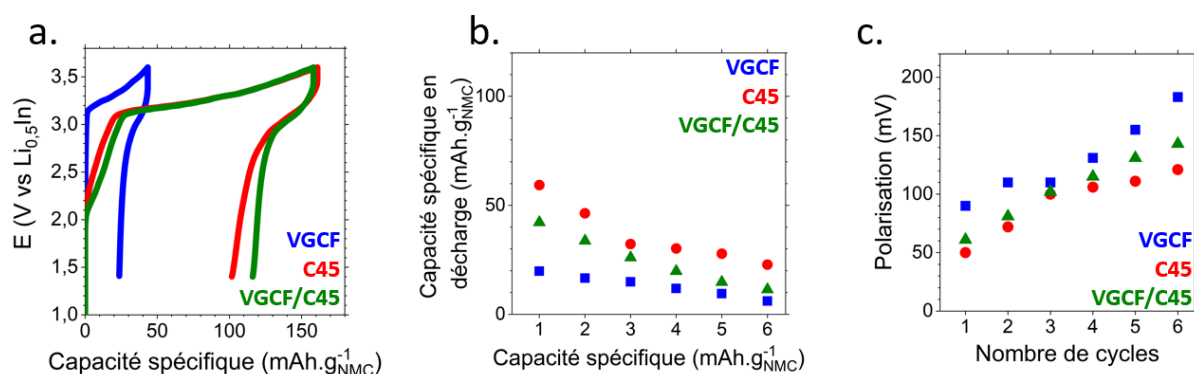 a.
E (V vs Li0,5In)
3,5
3,0
2,5
2,0
1,5
1,0
0
50
100
150
VGCF
C45
VGCF/C45
Capacité spécifique (mAh.g-1NMC)
b.
Capacité spécifique en
décharge (mAh.g-1NMC)
100
50
0
1
2
3
4
5
6
VGCF
C45
VGCF/C45
Capacité spécifique (mAh.g-1NMC)
c.
Polarisation (mV)
200
150
100
50
0
1
2
3
4
5
6
VGCF
C45
VGCF/C45
Nombre de cycles